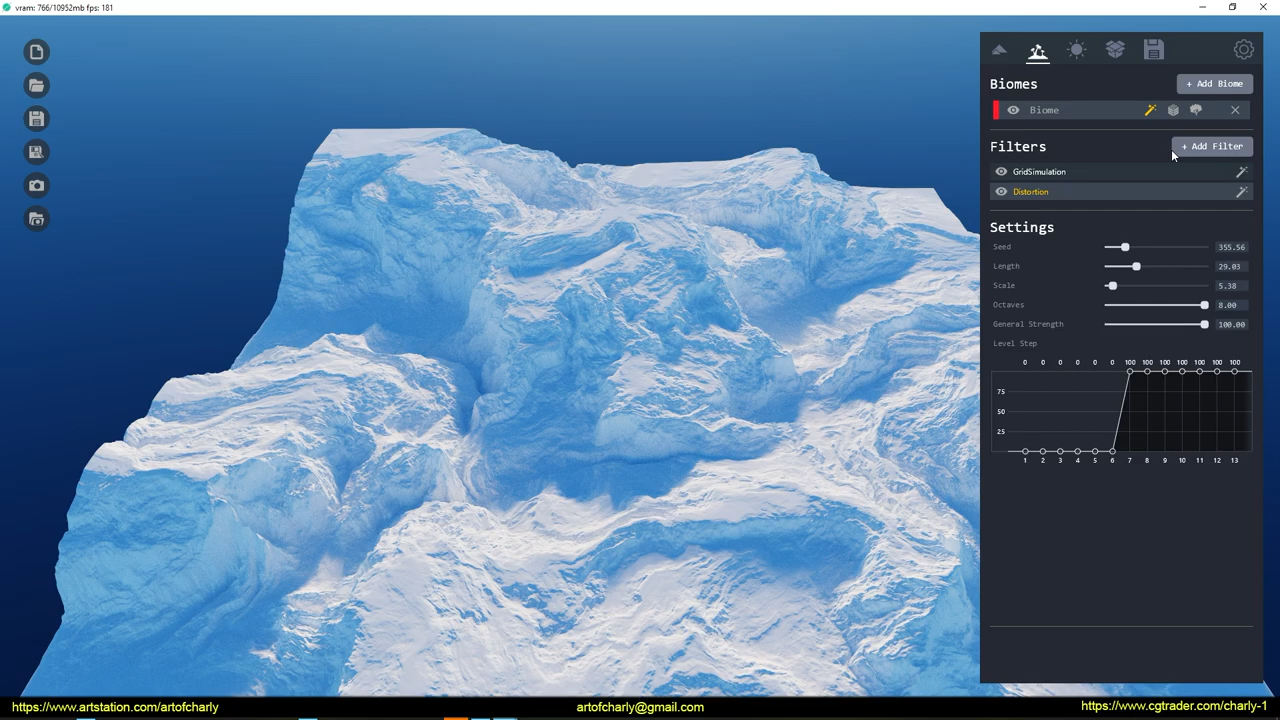 vram: 766/10952mb fps: 181
Biomes
+ Add Biome
Biome
Filters
+ Add Filter
GridSimulation
Distortion
Settings
Seed 355.56
Length 29.03
Scale 5.38
Octaves 8.00
General Strength 100.00
Level Step
0 0 0 0 0 0 100 100 100 100 100 100 100
75
50
25
1 2 3 4 5 6 7 8 9 10 11 12 13
https://www.artstation.com/artofcharly artofcharly@gmail.com https://www.cgtrader.com/charly-1